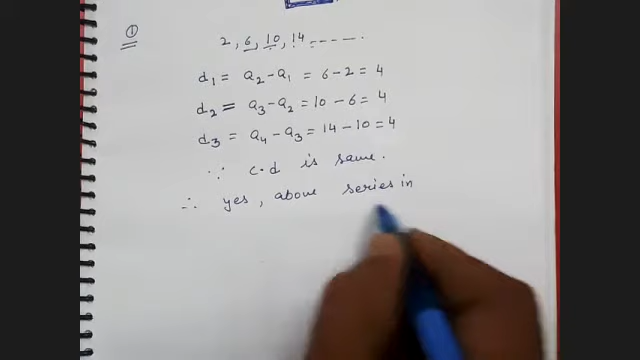 ①
2, 6, 10, 14 -----.
d₁ = a₂ - a₁ = 6 - 2 = 4
d₂ = a₃ - a₂ = 10 - 6 = 4
d₃ = a₄ - a₃ = 14 - 10 = 4
∵ c.d is same.
∴ yes, above series in